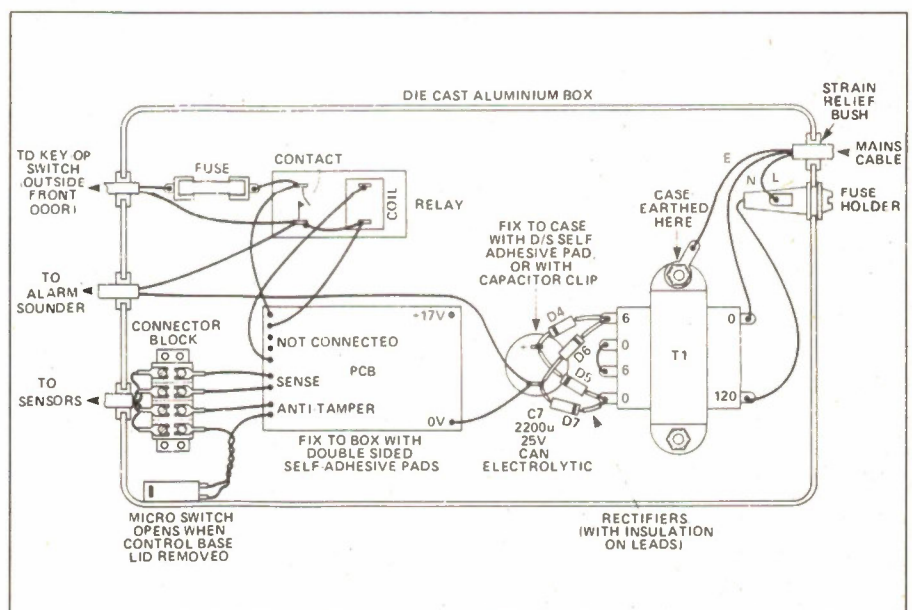 DIE CAST ALUMINIUM BOX
STRAIN
RELIEF
BUSH
MAINS
CABLE
FUSE
HOLDER
E
N
L
CASE
EARTHED
HERE
TD KEY-OP
SWITCH
(OUTSIDE
FRONT
DOOR)
FUSE
CONTACT
COIL
RELAY
FIX TO CASE
WITH D/S SELF
ADHESIVE PAD,
OR WITH
CAPACITOR CLIP
TO
ALARM
SOUNDER
CONNECTOR
BLOCK
TO
SENSORS
+17V
NOT CONNECTED
PCB
SENSE
ANTI-TAMPER
0V
FIX TO BOX WITH
DOUBLE SIDED
SELF-ADHESIVE PADS
D4
D6
D5
D7
+
-
C7
2200u
25V
CAN
ELECTROLYTIC
6
0
6
0
T1
0
120
MICRO SWITCH
OPENS WHEN
CONTROL BASE
LID REMOVED
RECTIFIERS
(WITH INSULATION
ON LEADS)